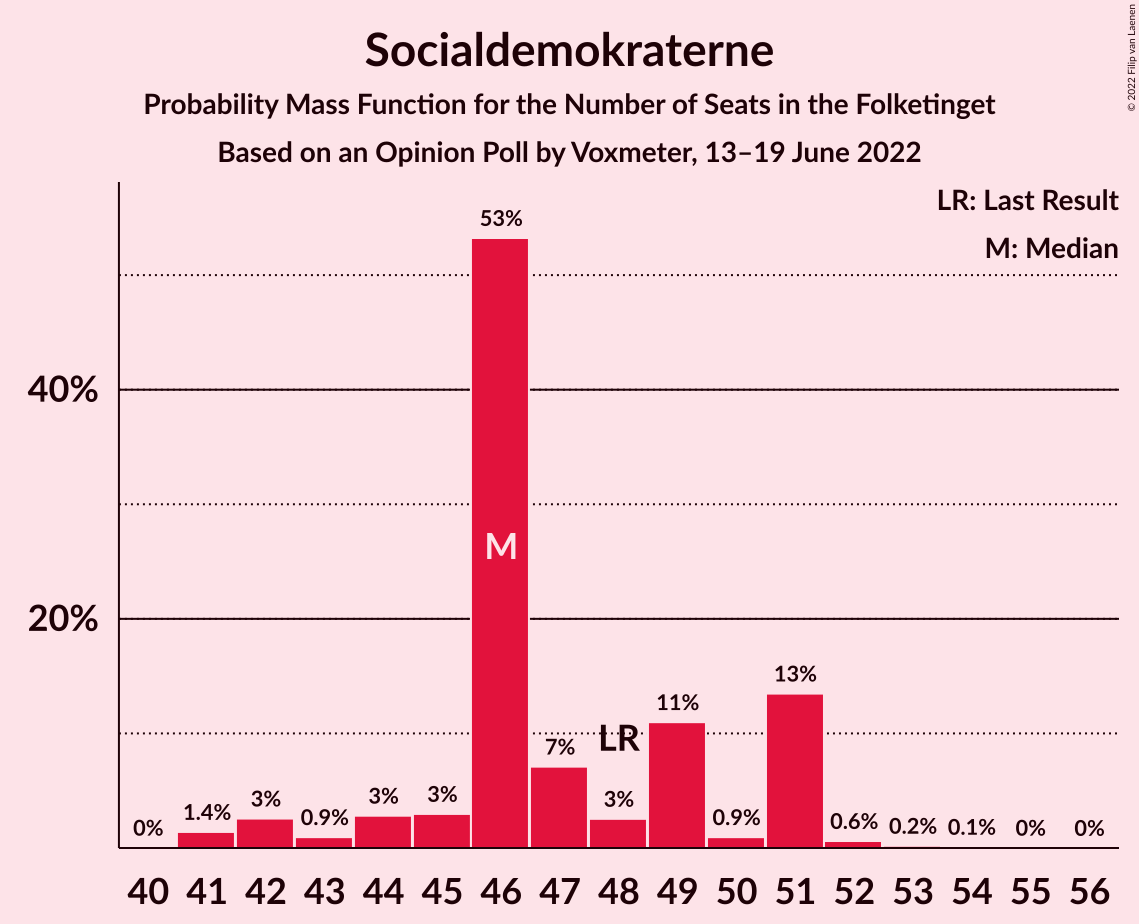 Socialdemokraterne
Probability Mass Function for the Number of Seats in the Folketinget
Based on an Opinion Poll by Voxmeter, 13–19 June 2022
© 2022 Filip van Laenen
LR: Last Result
M: Median
40%
20%
0%
1.4%
3%
0.9%
3%
3%
53%
M
7%
LR
3%
11%
0.9%
13%
0.6%
0.2%
0.1%
0%
0%
40 41 42 43 44 45 46 47 48 49 50 51 52 53 54 55 56